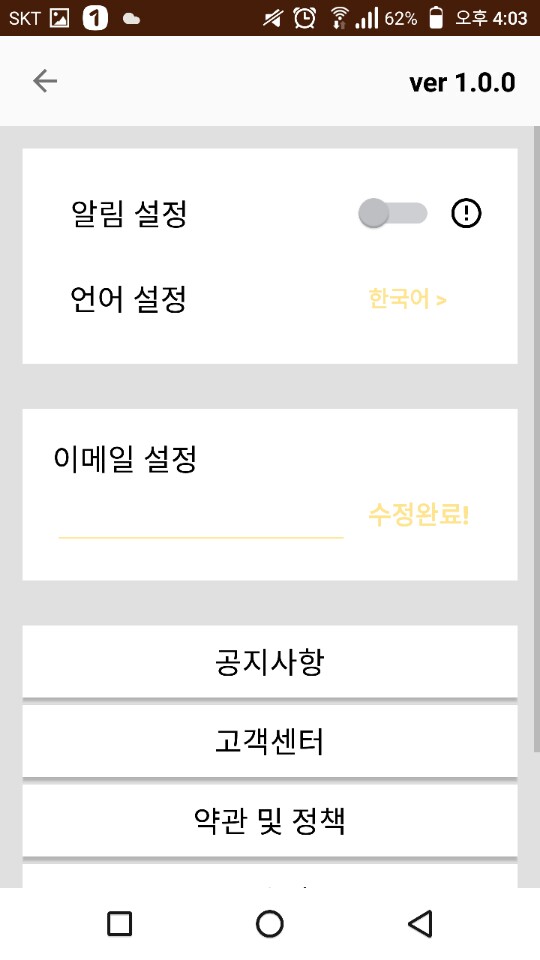 SKT 1 62% 오후 4:03
ver 1.0.0
알림 설정
언어 설정 한국어 >
이메일 설정
수정완료!
공지사항
고객센터
약관 및 정책